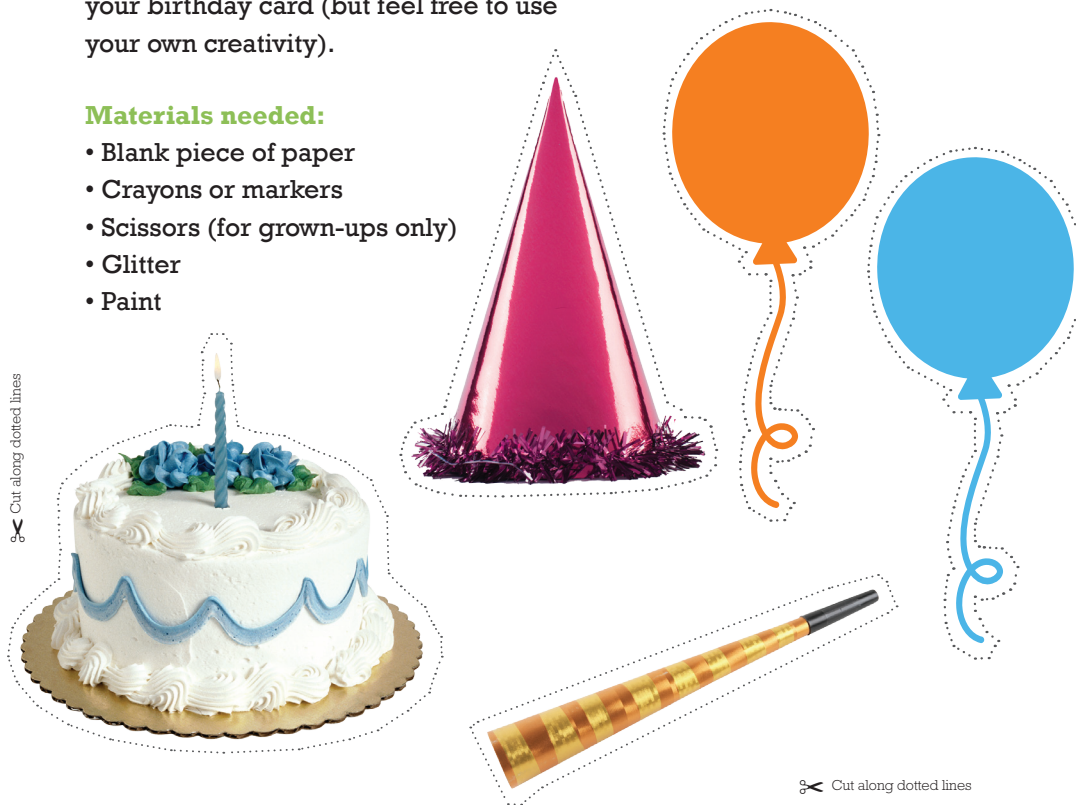 your birthday card (but feel free to use
your own creativity).
Materials needed:
• Blank piece of paper
• Crayons or markers
• Scissors (for grown-ups only)
• Glitter
• Paint
Cut along dotted lines
Cut along dotted lines